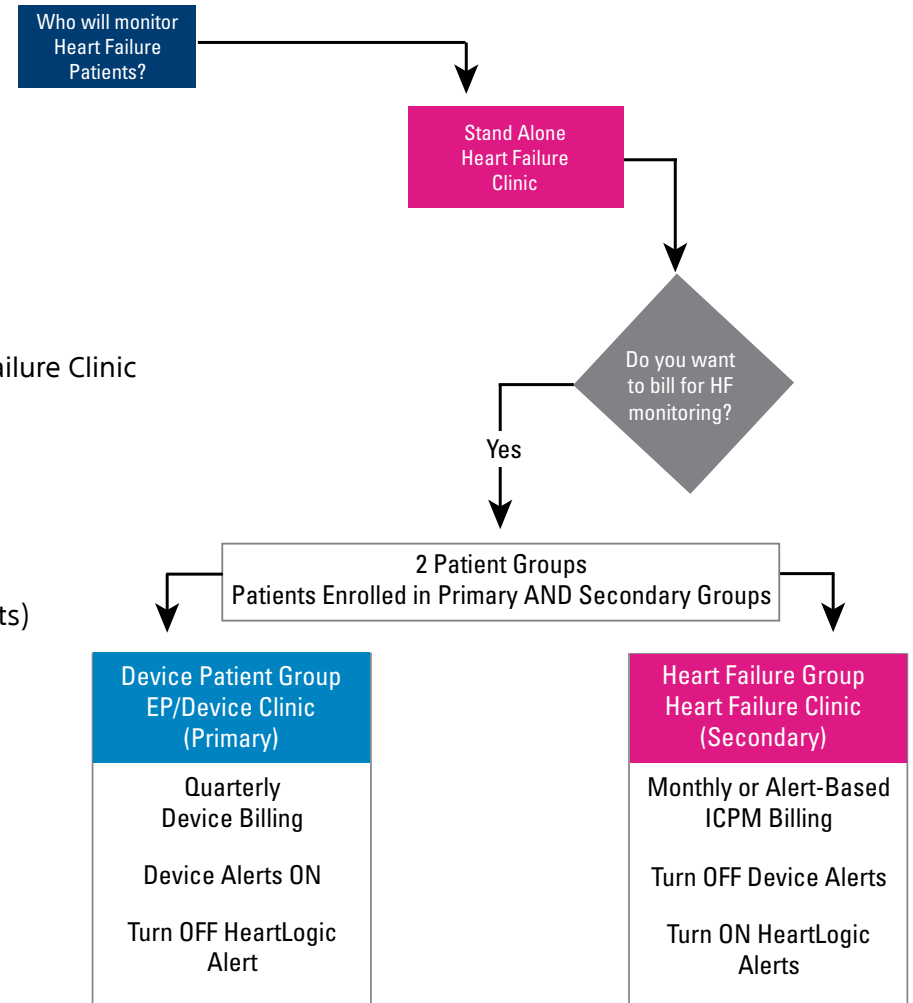 Who will monitor
Heart Failure
Patients?
Stand Alone
Heart Failure
Clinic
ailure Clinic
Do you want
to bill for HF
monitoring?
Yes
2 Patient Groups
Patients Enrolled in Primary AND Secondary Groups
ts)
Device Patient Group
EP/Device Clinic
(Primary)
Quarterly
Device Billing
Device Alerts ON
Turn OFF HeartLogic
Alert
Heart Failure Group
Heart Failure Clinic
(Secondary)
Monthly or Alert-Based
ICPM Billing
Turn OFF Device Alerts
Turn ON HeartLogic
Alerts